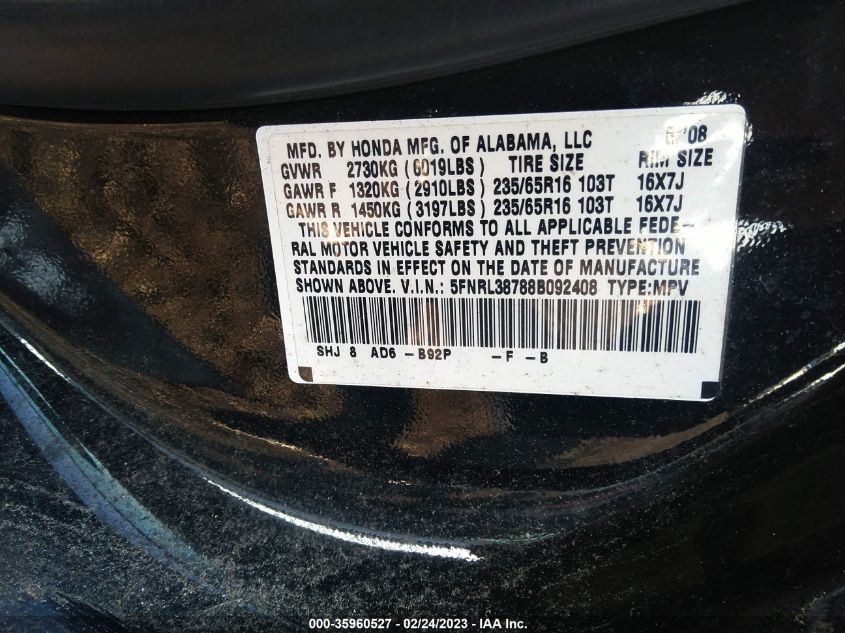 MFD. BY HONDA MFG. OF ALABAMA, LLC 6/'08
GVWR 2730KG (6019LBS) TIRE SIZE RIM SIZE
GAWR F 1320KG (2910LBS) 235/65R16 103T 16X7J
GAWR R 1450KG (3197LBS) 235/65R16 103T 16X7J
THIS VEHICLE CONFORMS TO ALL APPLICABLE FEDE-
RAL MOTOR VEHICLE SAFETY AND THEFT PREVENTION
STANDARDS IN EFFECT ON THE DATE OF MANUFACTURE
SHOWN ABOVE. V.I.N.: 5FNRL38788B092408 TYPE:MPV
SHJ 8 AD6 -B92P -F -B
000-35960527 - 02/24/2023 - IAA Inc.